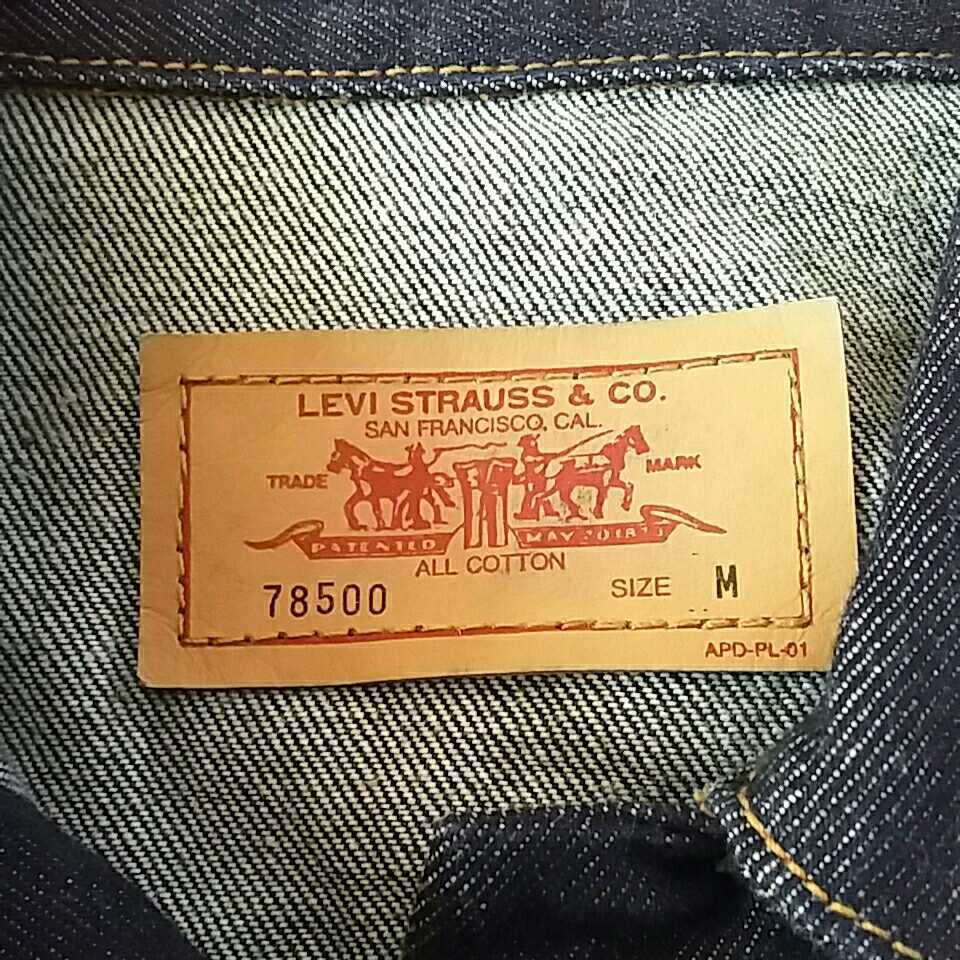 LEVI STRAUSS & CO.
SAN FRANCISCO, CAL.
TRADE MARK
PATENTED MAY 20 1873
ALL COTTON
78500 SIZE M
APD-PL-01